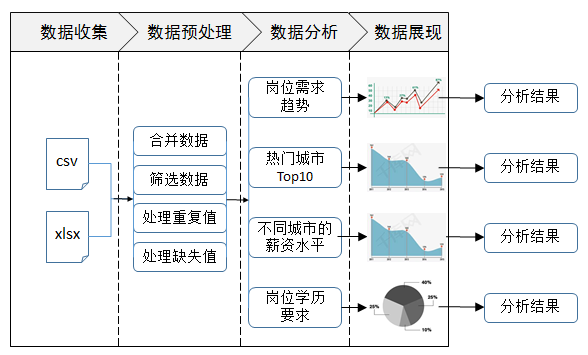 数据收集
数据预处理
数据分析
数据展现
csv
xlsx
合并数据
筛选数据
处理重复值
处理缺失值
岗位需求
趋势
热门城市
Top10
不同城市的
薪资水平
岗位学历
要求
40%
25%
25%
10%
分析结果
分析结果
分析结果
分析结果